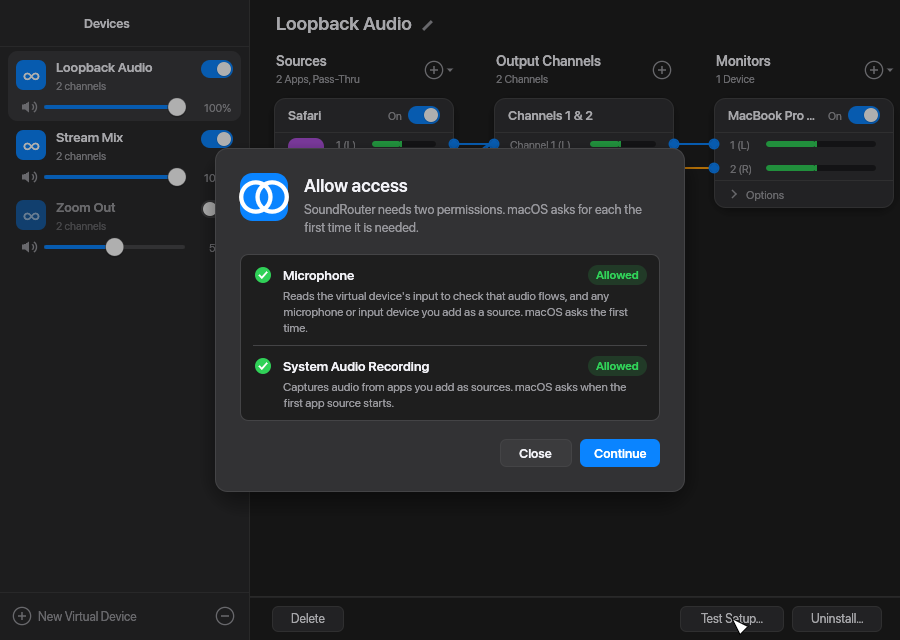 Devices
Loopback Audio
2 channels
100%
Stream Mix
2 channels
Zoom Out
2 channels
New Virtual Device
Loopback Audio
Sources
2 Apps, Pass-Thru
Output Channels
2 Channels
Monitors
1 Device
Safari
On
1 (L)
Channels 1 & 2
Channel 1 (L)
MacBook Pro ...
On
1 (L)
2 (R)
Options
Allow access
SoundRouter needs two permissions. macOS asks for each the
first time it is needed.
Microphone
Allowed
Reads the virtual device's input to check that audio flows, and any
microphone or input device you add as a source. macOS asks the first
time.
System Audio Recording
Allowed
Captures audio from apps you add as sources. macOS asks when the
first app source starts.
Close
Continue
Delete
Test Setup...
Uninstall...